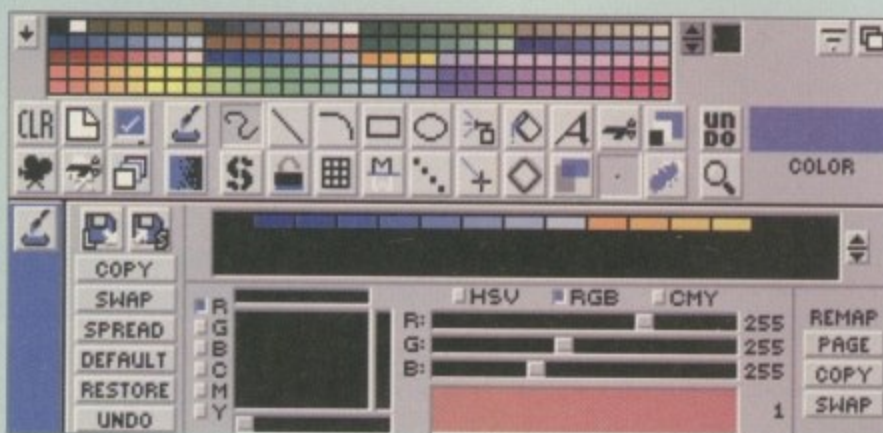 CLR
A
UN
DO
$
M
COLOR
L
S
COPY
SWAP
SPREAD
DEFAULT
RESTORE
UNDO
R
G
B
C
M
Y
HSV RGB CMY
R: 255
G: 255
B: 255
1
REMAP
PAGE
COPY
SWAP